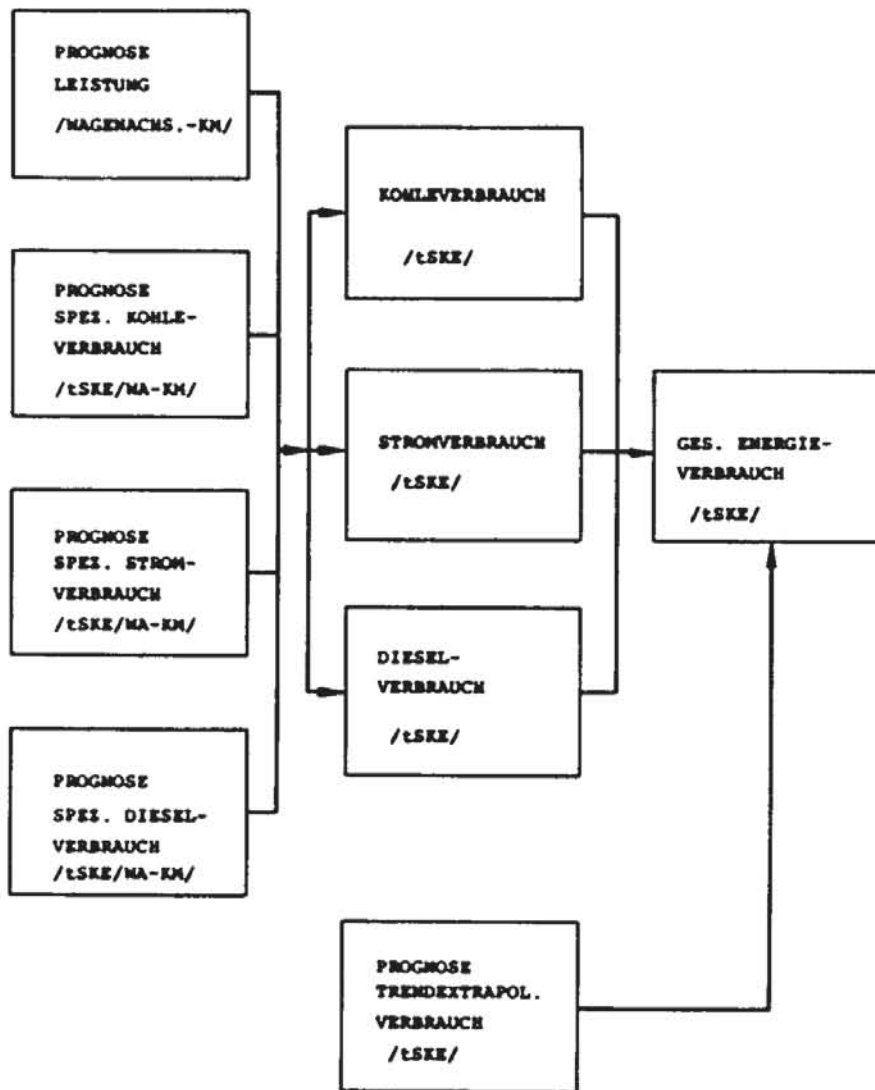 PROGNOSE
LEISTUNG
/WAGENACHS.-KM/
PROGNOSE
SPEZ. KOHLE-
VERBRAUCH
/tSKE/WA-KM/
PROGNOSE
SPEZ. STROM-
VERBRAUCH
/tSKE/WA-KM/
PROGNOSE
SPEZ. DIESEL-
VERBRAUCH
/tSKE/WA-KM/
KOHLEVERBRAUCH
/tSKE/
STROMVERBRAUCH
/tSKE/
DIESEL-
VERBRAUCH
/tSKE/
GES. ENERGIE-
VERBRAUCH
/tSKE/
PROGNOSE
TRENDEXTRAPOL.
VERBRAUCH
/tSKE/